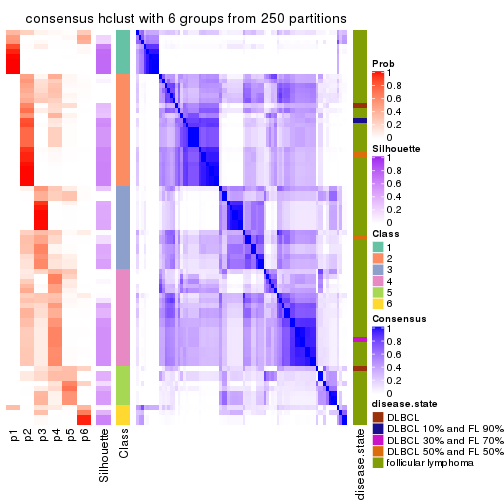 consensus hclust with 6 groups from 250 partitions
Prob
1
0.8
0.6
0.4
0.2
0
Silhouette
1
0.8
0.6
0.4
0.2
0
Class
1
2
3
4
5
6
Consensus
1
0.8
0.6
0.4
0.2
0
disease.state
DLBCL
DLBCL 10% and FL 90%
DLBCL 30% and FL 70%
DLBCL 50% and FL 50%
follicular lymphoma
p1
p2
p3
p4
p5
p6
Silhouette
Class
disease.state